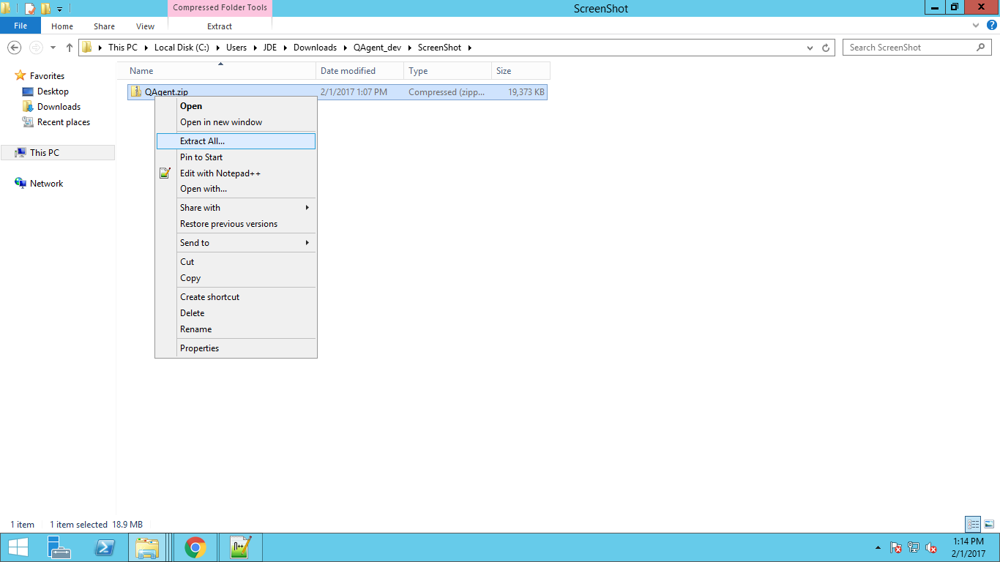 Compressed Folder Tools
ScreenShot
File Home Share View Extract
This PC Local Disk (C:) Users JDE Downloads QAgent_dev ScreenShot
Search ScreenShot
Favorites
Desktop
Downloads
Recent places
This PC
Network
Name Date modified Type Size
QAgent.zip 2/1/2017 1:07 PM Compressed (zipp... 19,373 KB
Open
Open in new window
Extract All...
Pin to Start
Edit with Notepad++
Open with...
Share with
Restore previous versions
Send to
Cut
Copy
Create shortcut
Delete
Rename
Properties
1 item 1 item selected 18.9 MB
1:14 PM
2/1/2017